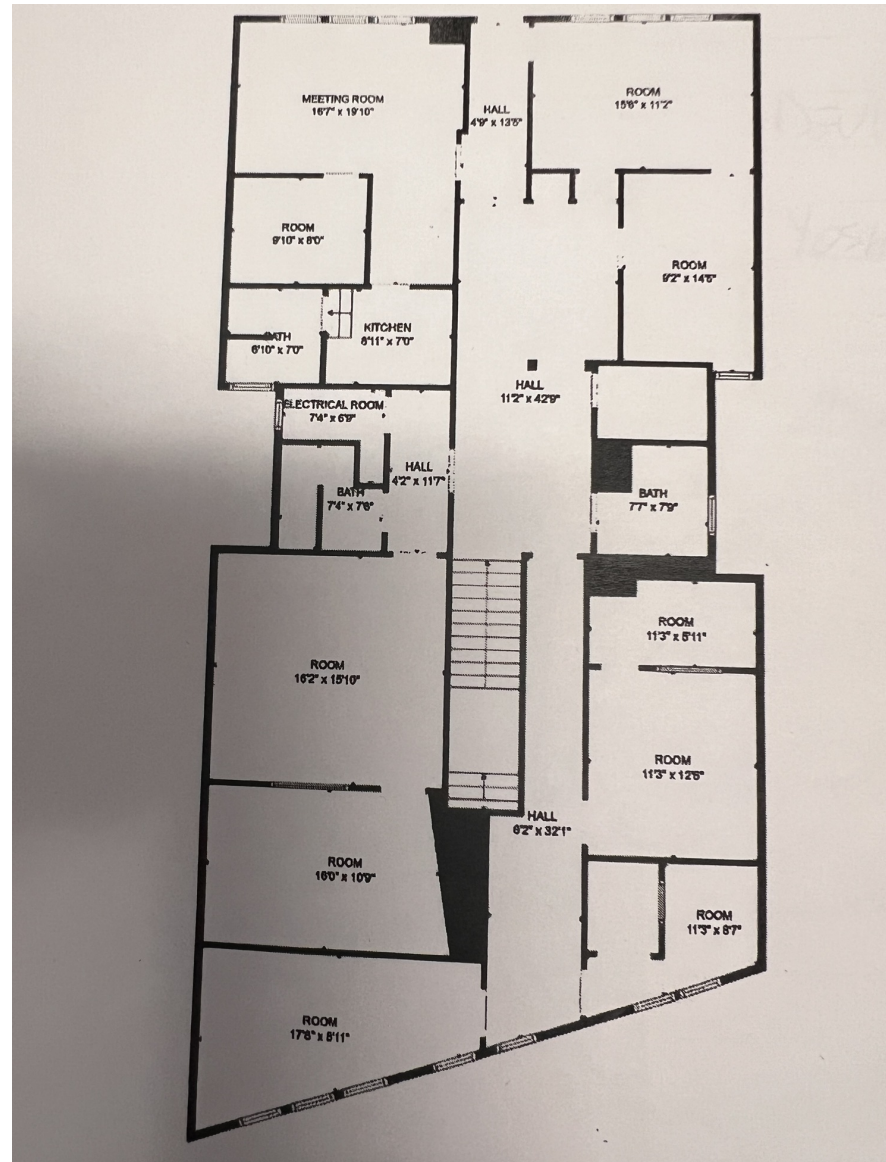 MEETING ROOM
16'7" x 19'10"
HALL
4'9" x 13'5"
ROOM
15'6" x 11'2"
ROOM
9'10" x 8'0"
ROOM
9'2" x 14'5"
BATH
6'10" x 7'0"
KITCHEN
8'11" x 7'0"
HALL
11'2" x 42'9"
ELECTRICAL ROOM
7'4" x 6'9"
HALL
4'2" x 11'7"
BATH
7'4" x 7'6"
BATH
7'7" x 7'9"
ROOM
11'3" x 5'11"
ROOM
16'2" x 15'10"
ROOM
11'3" x 12'6"
HALL
6'2" x 32'1"
ROOM
16'0" x 10'9"
ROOM
11'3" x 8'7"
ROOM
17'8" x 8'11"